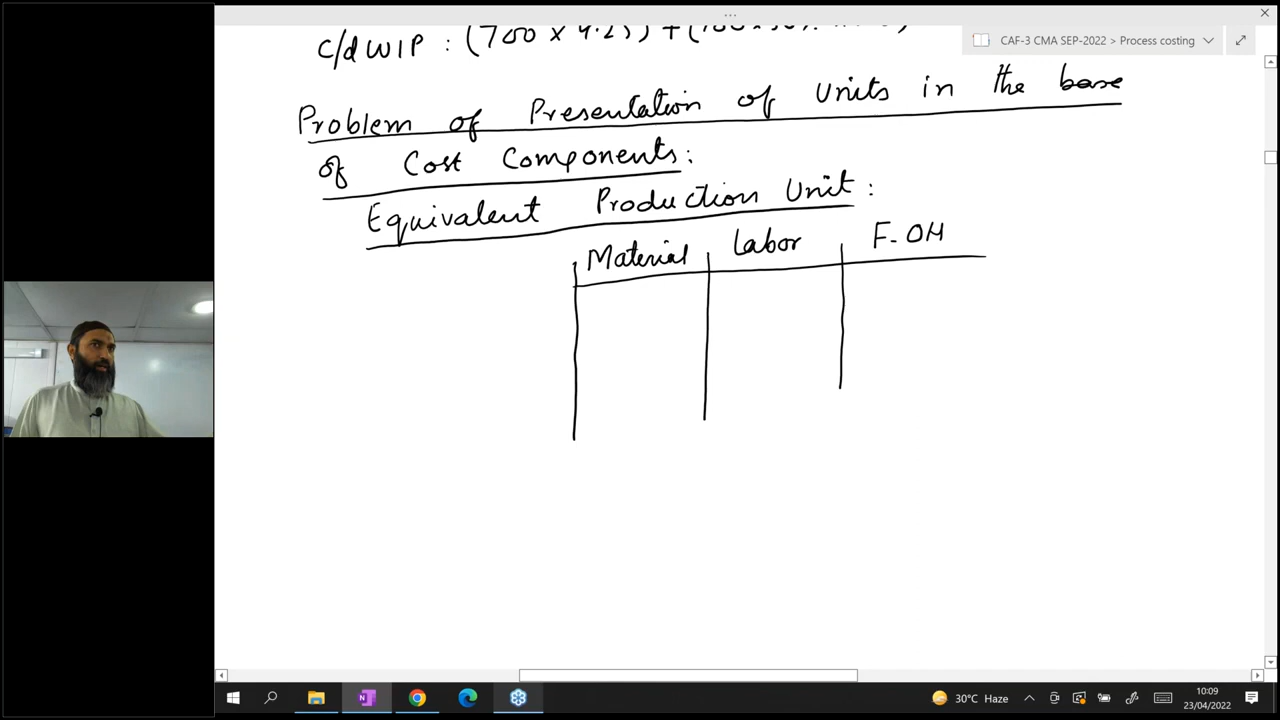 c/d WIP : (700 x 4.25) + (
CAF-3 CMA SEP-2022 > Process costing
Problem of Presentation of Units in the base
of Cost Components:
Equivalent Production Unit :
Material Labor F-OH
30°C Haze
10:09
23/04/2022